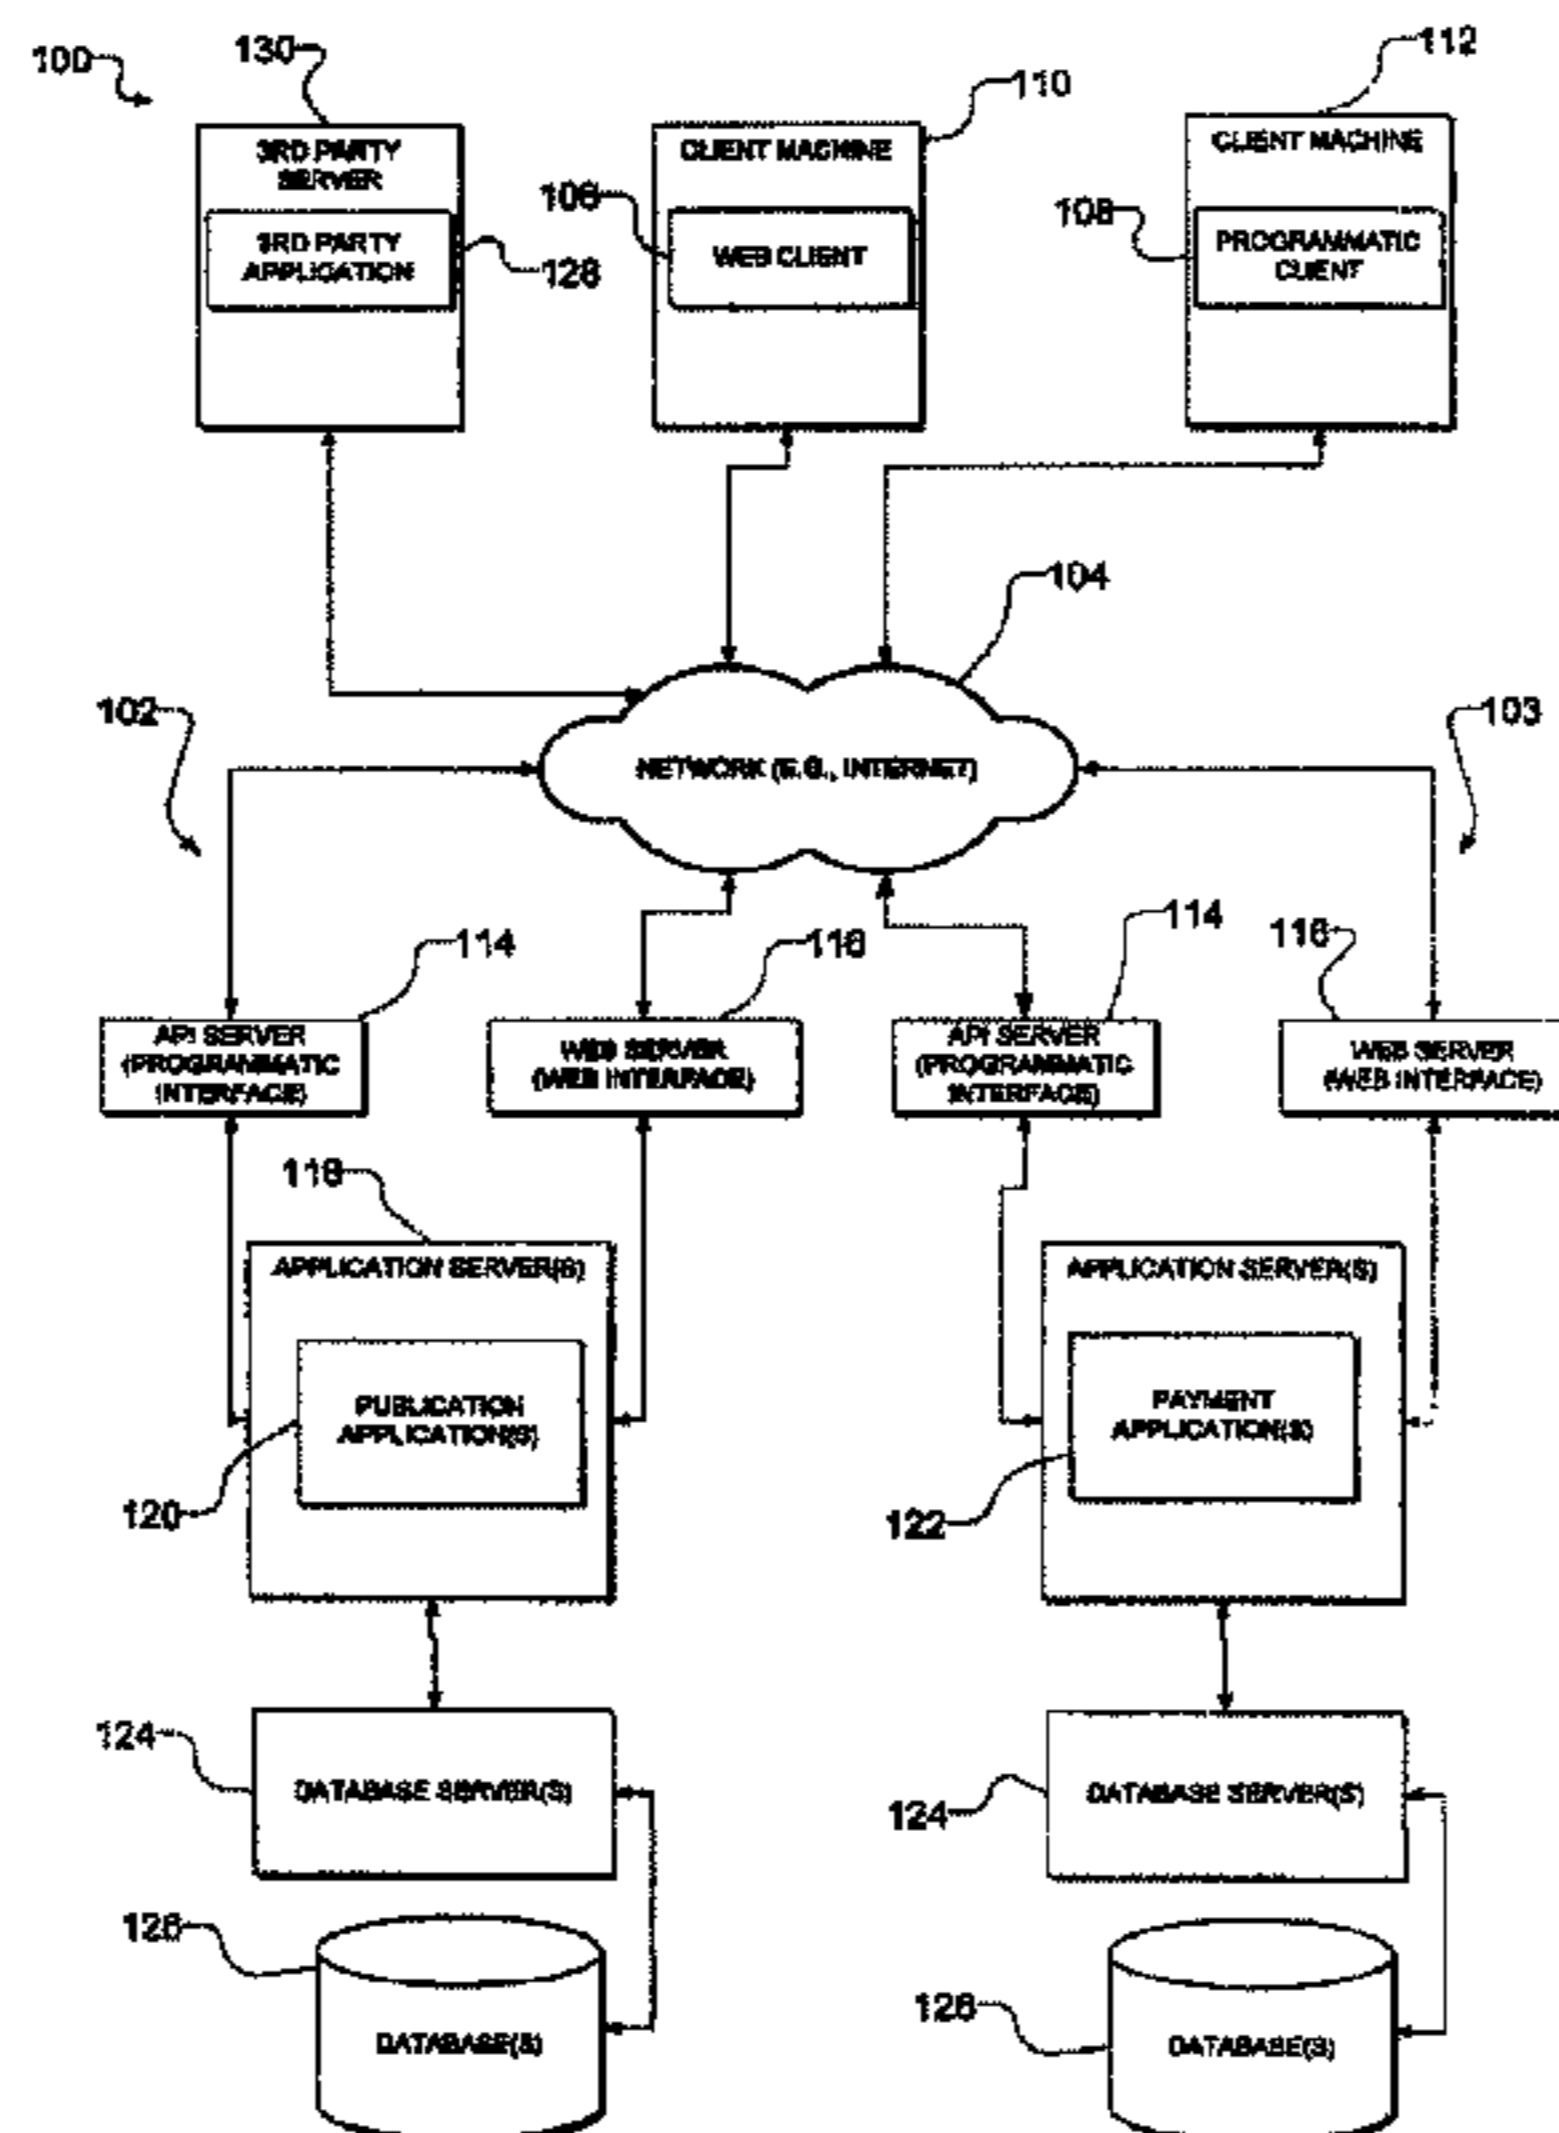 100
130
110
112
3RD PARTY
SERVER
3RD PARTY
APPLICATION
128
CLIENT MACHINE
106
WEB CLIENT
CLIENT MACHINE
108
PROGRAMMATIC
CLIENT
104
102
103
NETWORK (E.G., INTERNET)
114
116
114
116
API SERVER
(PROGRAMMATIC
INTERFACE)
WEB SERVER
(WEB INTERFACE)
API SERVER
(PROGRAMMATIC
INTERFACE)
WEB SERVER
(WEB INTERFACE)
118
APPLICATION SERVER(S)
PUBLICATION
APPLICATION(S)
120
APPLICATION SERVER(S)
PAYMENT
APPLICATION(S)
122
124
DATABASE SERVER(S)
124
DATABASE SERVER(S)
126
DATABASE(S)
126
DATABASE(S)